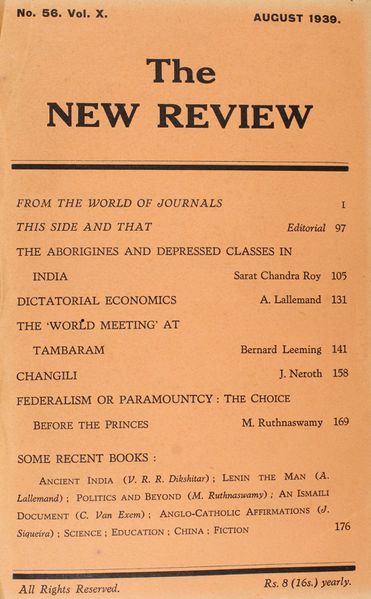 No. 56. Vol. X.
AUGUST 1939.
The
NEW REVIEW
FROM THE WORLD OF JOURNALS I
THIS SIDE AND THAT Editorial 97
THE ABORIGINES AND DEPRESSED CLASSES IN
INDIA Sarat Chandra Roy 105
DICTATORIAL ECONOMICS A. Lallemand 131
THE 'WORLD MEETING' AT
TAMBARAM Bernard Leeming 141
CHANGILI J. Neroth 158
FEDERALISM OR PARAMOUNTCY : THE CHOICE
BEFORE THE PRINCES M. Ruthnaswamy 169
SOME RECENT BOOKS :
ANCIENT INDIA (V. R. R. Dikshitar) ; LENIN THE MAN (A.
Lallemand) ; POLITICS AND BEYOND (M. Ruthnaswamy) ; AN ISMAILI
DOCUMENT (C. Van Exem) ; ANGLO-CATHOLIC AFFIRMATIONS (J.
Siqueira) ; SCIENCE ; EDUCATION ; CHINA ; FICTION 176
All Rights Reserved.
Rs. 8 (16s.) yearly.